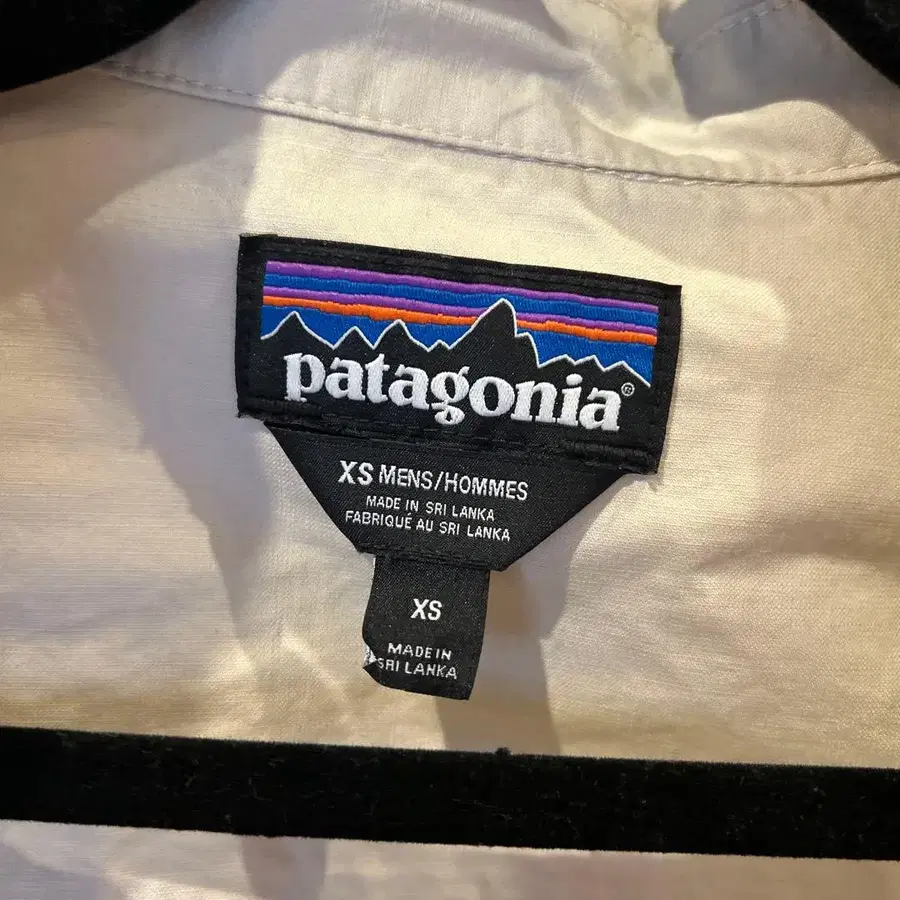 patagonia®
XS MENS/HOMMES
MADE IN SRI LANKA
FABRIQUÉ AU SRI LANKA
XS
MADE IN
SRI LANKA